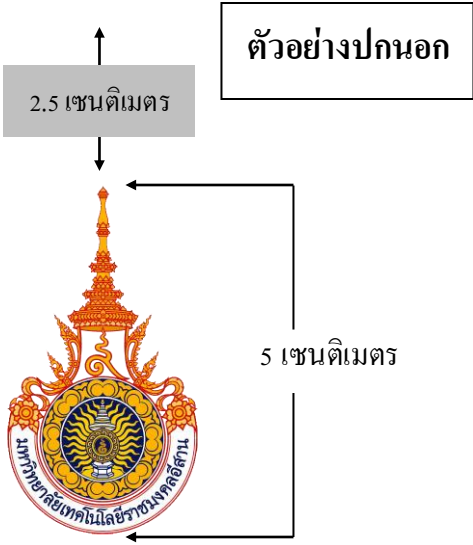 ตัวอย่างปกนอก
2.5 เซนติเมตร
5 เซนติเมตร
มหาวิทยาลัยเทคโนโลยีราชมงคลอีสาน